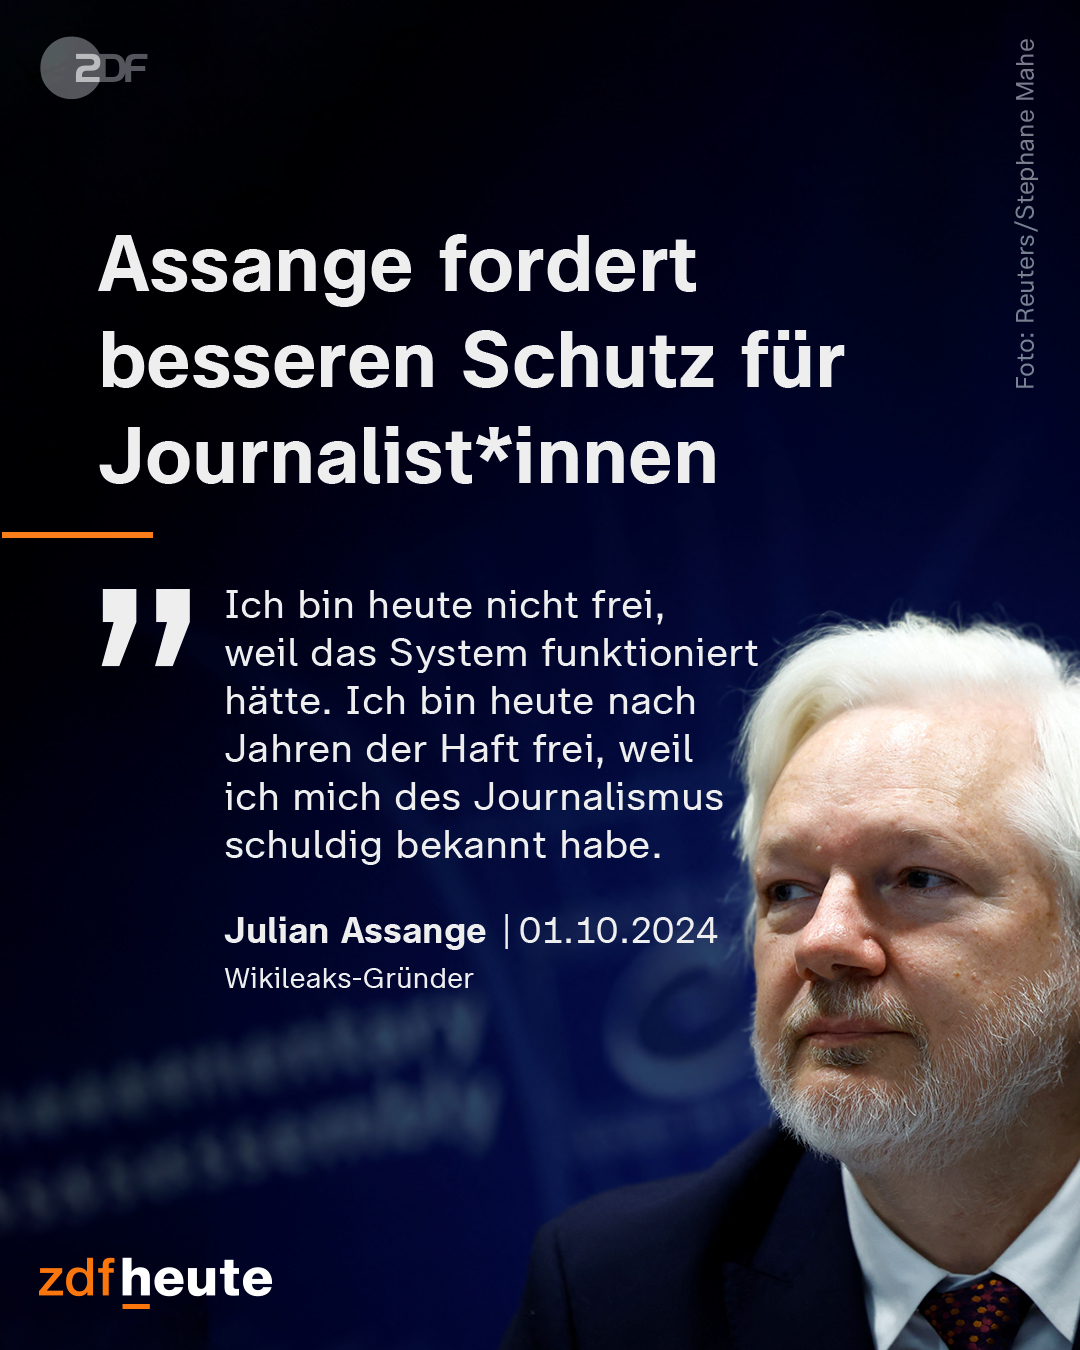 ZDF
Foto: Reuters/Stephane Mahe
Assange fordert
besseren Schutz für
Journalist*innen
” Ich bin heute nicht frei,
weil das System funktioniert
hätte. Ich bin heute nach
Jahren der Haft frei, weil
ich mich des Journalismus
schuldig bekannt habe.
Julian Assange | 01.10.2024
Wikileaks-Gründer
zdfheute